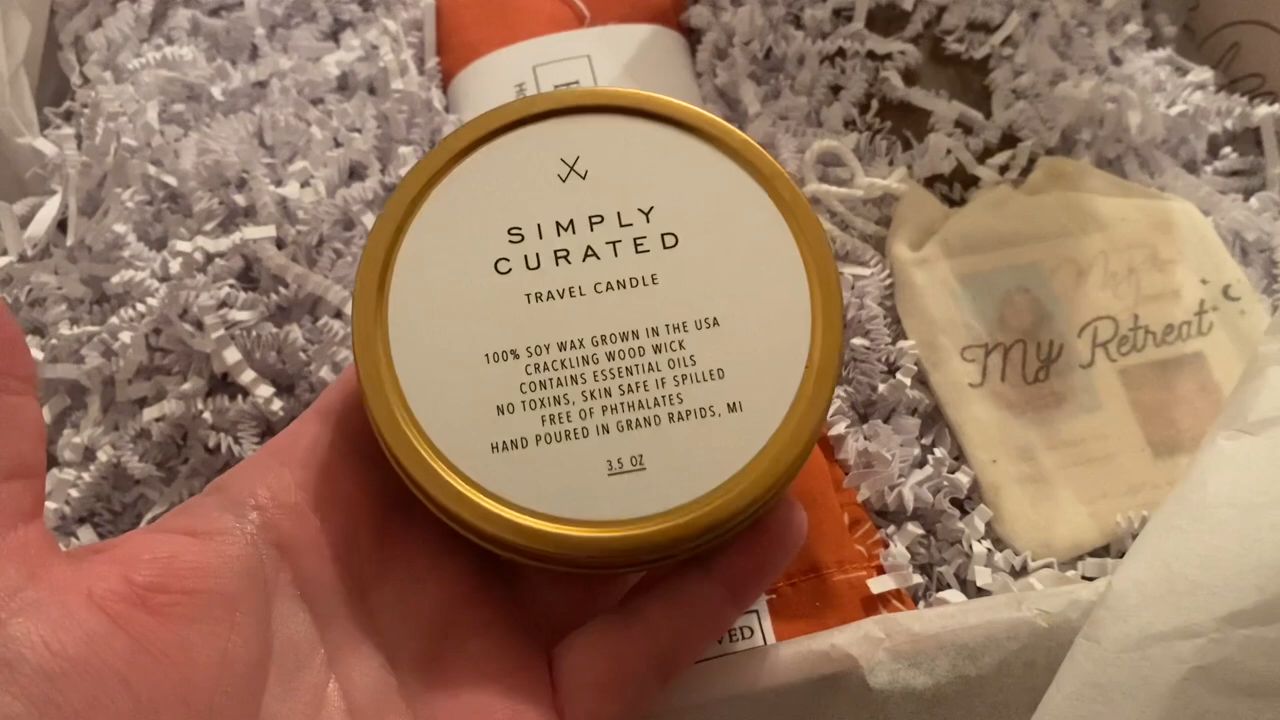 SIMPLY
CURATED
TRAVEL CANDLE
100% SOY WAX GROWN IN THE USA
CRACKLING WOOD WICK
CONTAINS ESSENTIAL OILS
NO TOXINS, SKIN SAFE IF SPILLED
FREE OF PHTHALATES
HAND POURED IN GRAND RAPIDS, MI
3.5 OZ
My Retreat
VED